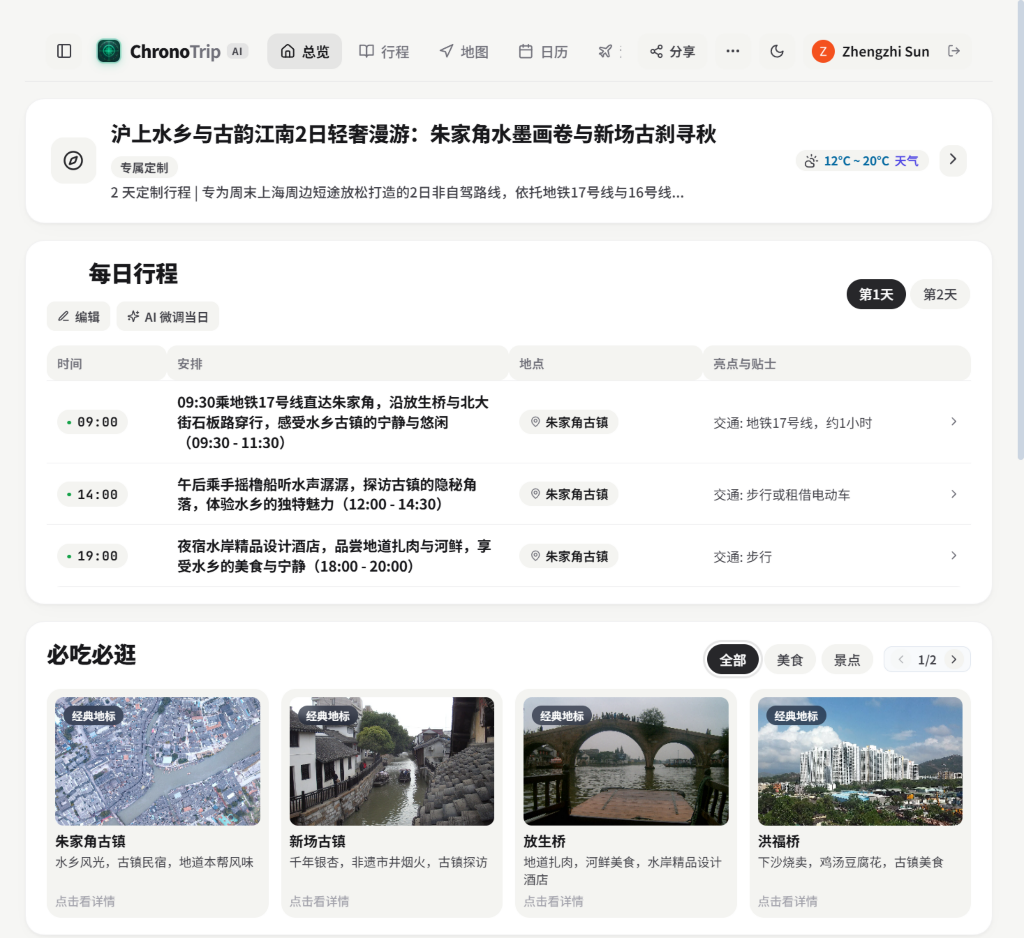 ChronoTrip AI 总览 行程 地图 日历 分享 Z Zhengzhi Sun
沪上水乡与古韵江南2日轻奢漫游：朱家角水墨画卷与新场古刹寻秋
专属定制
12°C ~ 20°C 天气
2 天定制行程 | 专为周末上海周边短途放松打造的2日非自驾路线，依托地铁17号线与16号线...
每日行程
第1天 第2天
编辑 AI 微调当日
时间 安排 地点 亮点与贴士
09:00
09:30乘地铁17号线直达朱家角，沿放生桥与北大
街石板路穿行，感受水乡古镇的宁静与悠闲
（09:30 - 11:30）
朱家角古镇
交通: 地铁17号线，约1小时
14:00
午后乘手摇橹船听水声潺潺，探访古镇的隐秘角
落，体验水乡的独特魅力（12:00 - 14:30）
朱家角古镇
交通: 步行或租借电动车
19:00
夜宿水岸精品设计酒店，品尝地道扎肉与河鲜，享
受水乡的美食与宁静（18:00 - 20:00）
朱家角古镇
交通: 步行
必吃必逛
全部 美食 景点 1/2
经典地标
朱家角古镇
水乡风光，古镇民宿，地道本帮风味
点击看详情
经典地标
新场古镇
千年银杏，非遗市井烟火，古镇探访
点击看详情
经典地标
放生桥
地道扎肉，河鲜美食，水岸精品设计
酒店
点击看详情
经典地标
洪福桥
下沙烧卖，鸡汤豆腐花，古镇美食
点击看详情